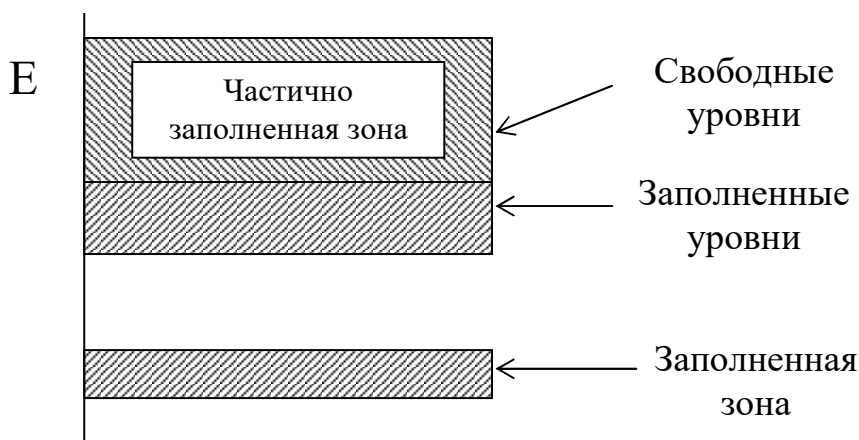 E
Частично
заполненная зона
Свободные
уровни
Заполненные
уровни
Заполненная
зона